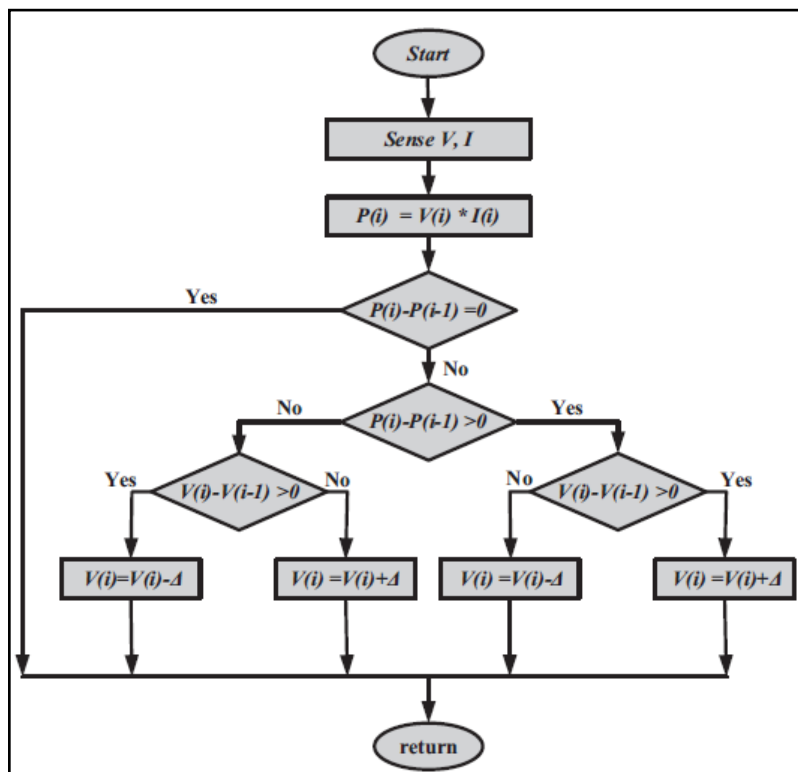 Start
Sense V, I
P(i) = V(i) * I(i)
Yes
P(i)-P(i-1) =0
No
No
P(i)-P(i-1) >0
Yes
Yes
V(i)-V(i-1) >0
No
No
V(i)-V(i-1) >0
Yes
V(i)=V(i)-Δ
V(i) =V(i)+Δ
V(i) =V(i)-Δ
V(i) =V(i)+Δ
return